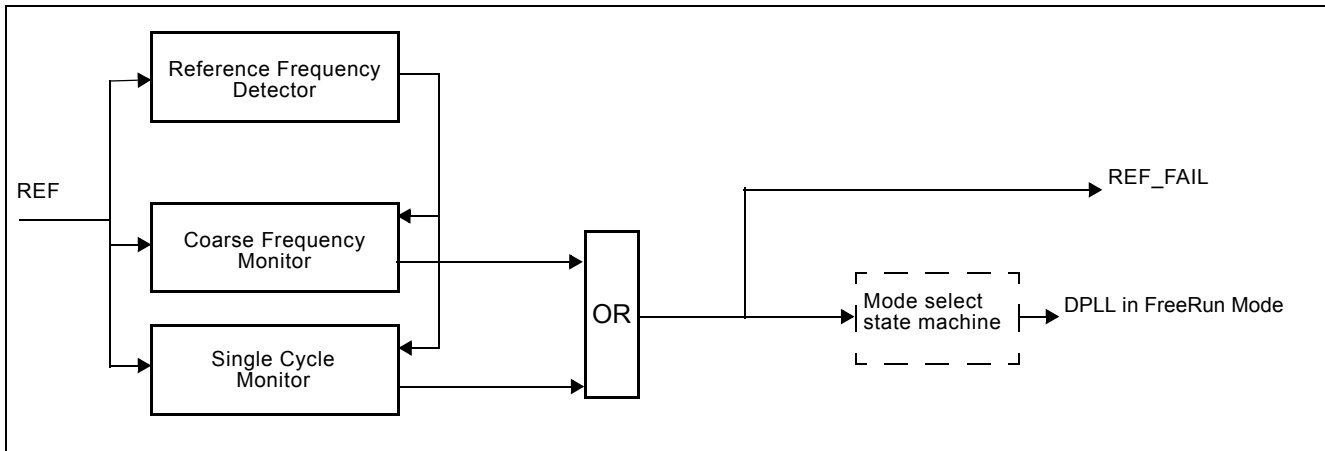 Reference Frequency
Detector
REF
REF_FAIL
Coarse Frequency
Monitor
OR
Mode select
state machine
DPLL in FreeRun Mode
Single Cycle
Monitor